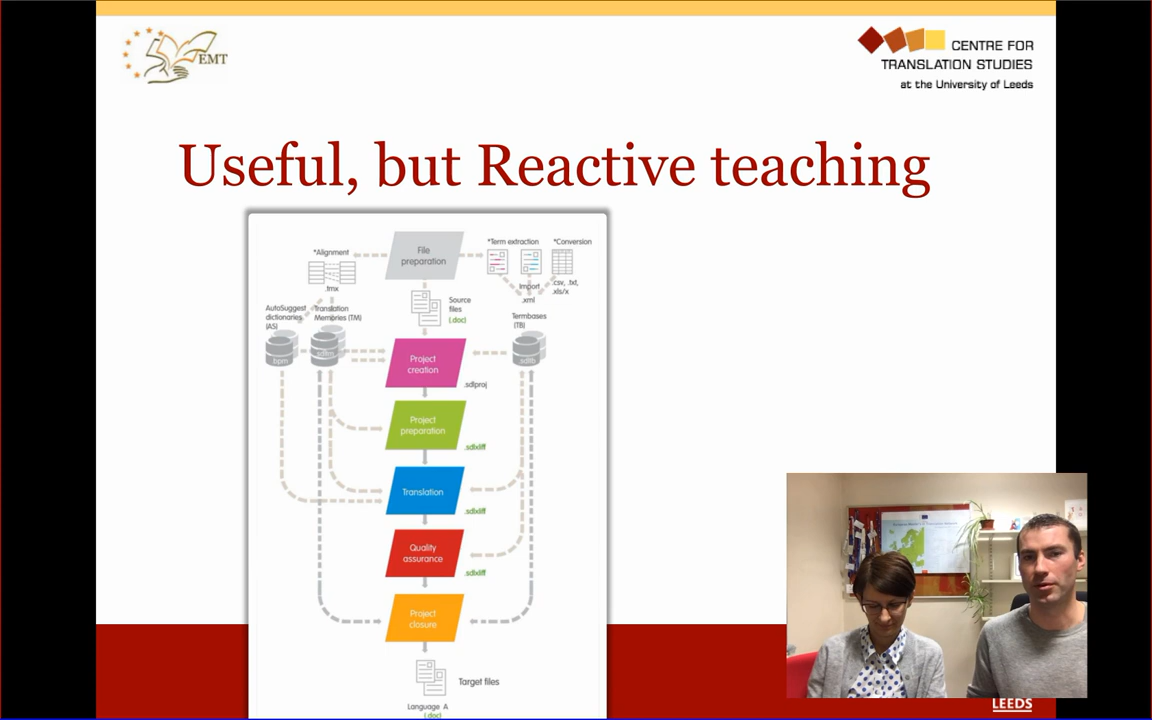 EMT
CENTRE FOR
TRANSLATION STUDIES
at the University of Leeds
Useful, but Reactive teaching
File
preparation
*Alignment
.tmx
*Term extraction
*Conversion
Import
.xml
.csv, .txt,
.xls/x
Source
files
(.doc)
AutoSuggest
dictionaries
(AS)
Translation
Memories (TM)
Termbases
(TB)
.bpm
.sdltm
.sdltb
Project
creation
.sdlproj
Project
preparation
.sdlxliff
Translation
.sdlxliff
Quality
assurance
.sdlxliff
Project
closure
Target files
Language A
(.doc)
LEEDS